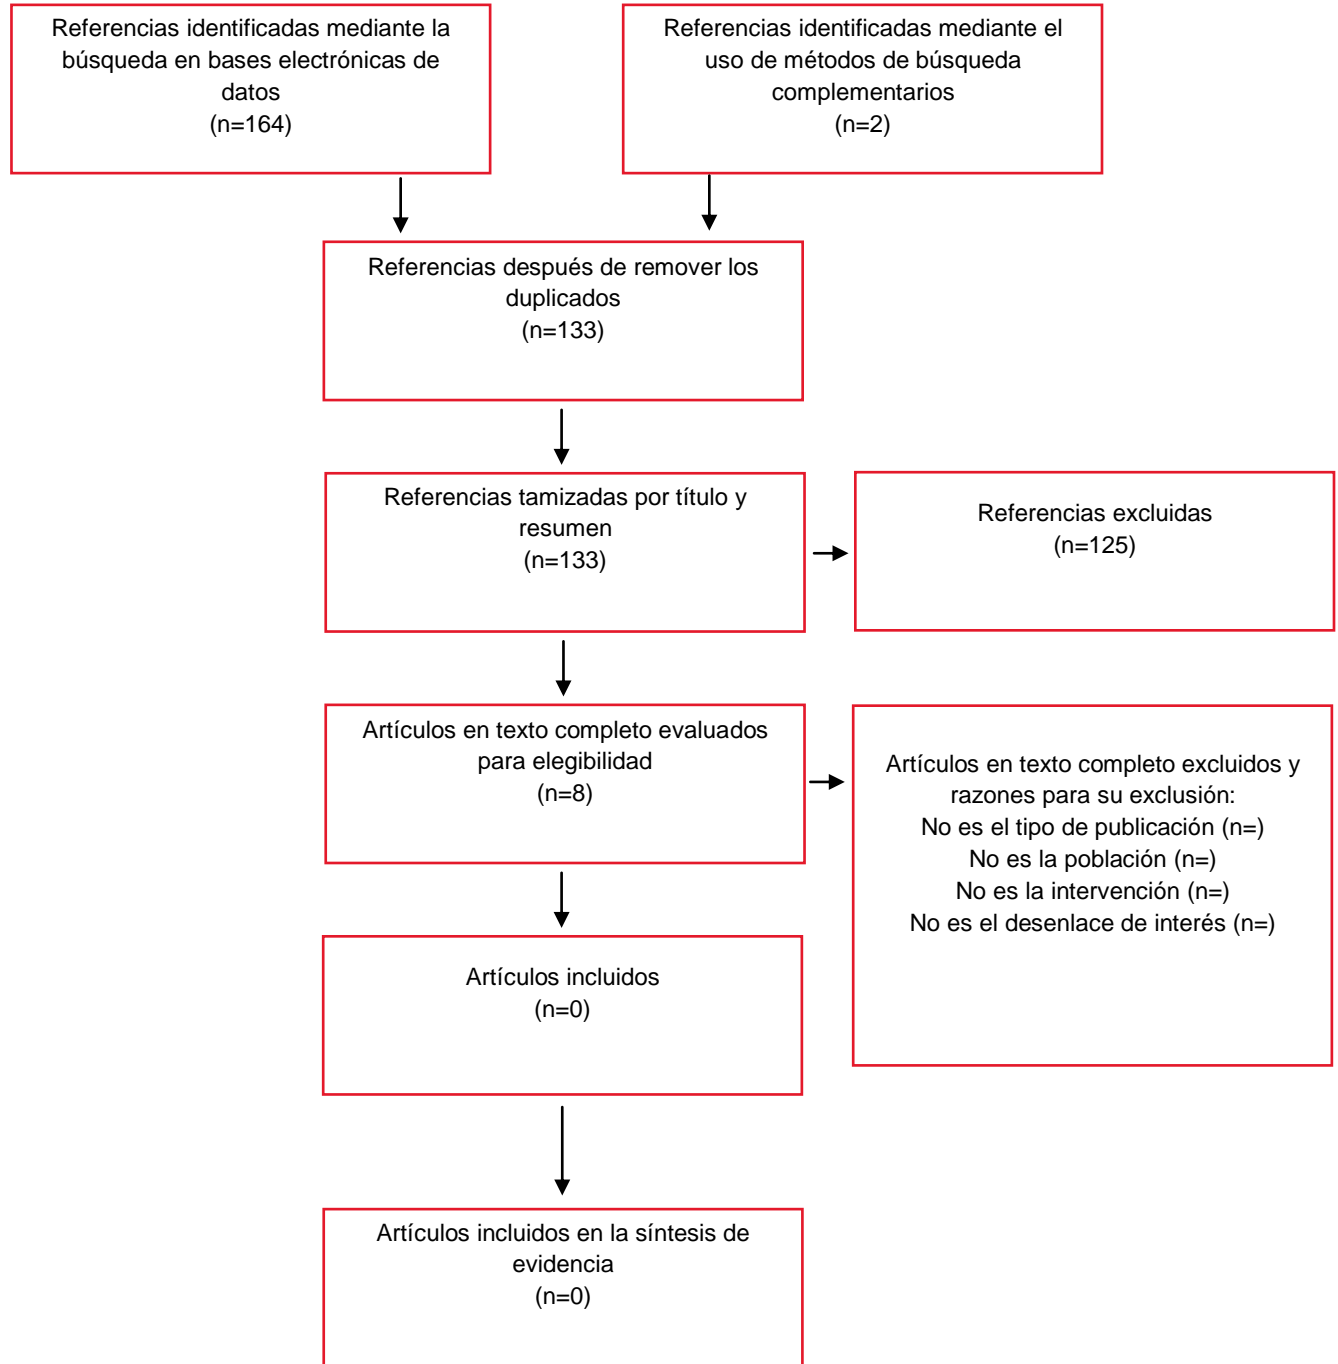 Referencias identificadas mediante la
búsqueda en bases electrónicas de
datos
(n=164)
Referencias identificadas mediante el
uso de métodos de búsqueda
complementarios
(n=2)
Referencias después de remover los
duplicados
(n=133)
Referencias tamizadas por título y
resumen
(n=133)
Referencias excluidas
(n=125)
Artículos en texto completo evaluados
para elegibilidad
(n=8)
Artículos en texto completo excluidos y
razones para su exclusión:
No es el tipo de publicación (n=)
No es la población (n=)
No es la intervención (n=)
No es el desenlace de interés (n=)
Artículos incluidos
(n=0)
Artículos incluidos en la síntesis de
evidencia
(n=0)